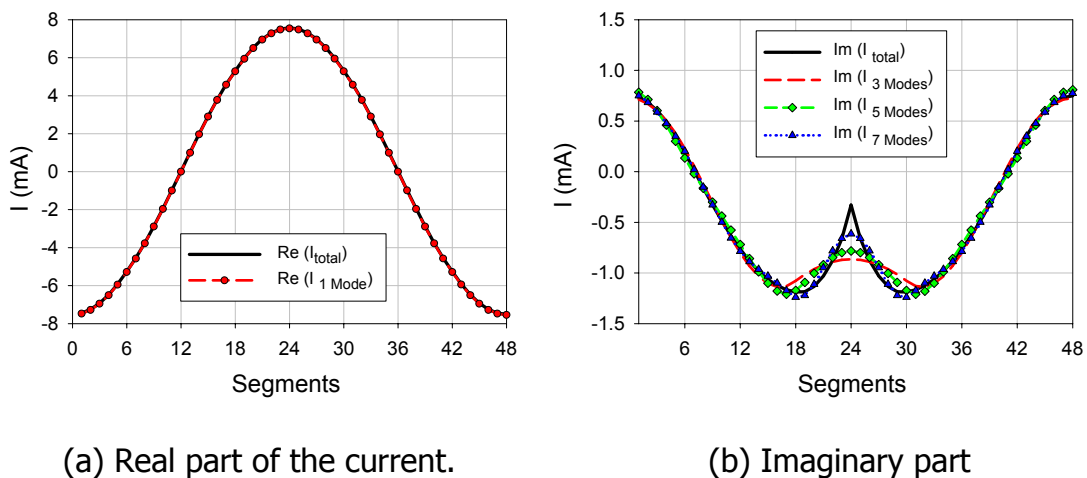 8
6
4
2
0
-2
-4
-6
-8
I (mA)
Re (I total)
Re (I 1 Mode)
0 6 12 18 24 30 36 42 48
Segments
(a) Real part of the current.
1.5
1.0
0.5
0.0
-0.5
-1.0
-1.5
I (mA)
Im (I total)
Im (I 3 Modes)
Im (I 5 Modes)
Im (I 7 Modes)
6 12 18 24 30 36 42 48
Segments
(b) Imaginary part